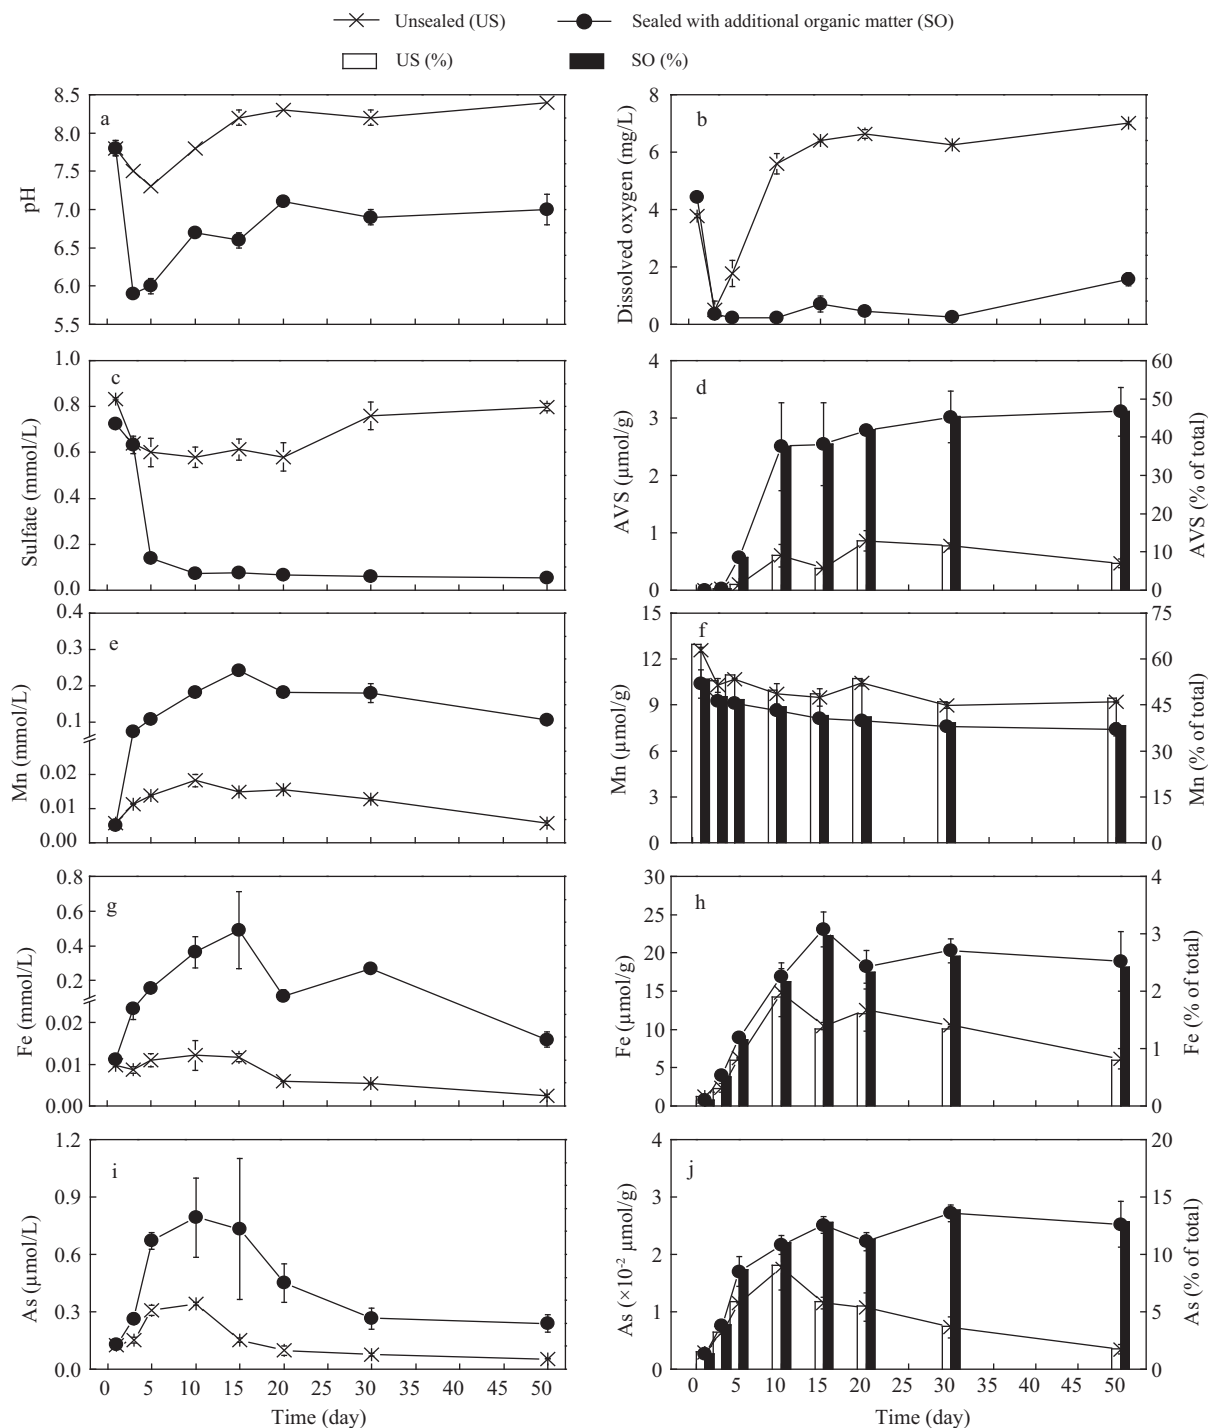 Unsealed (US) Sealed with additional organic matter (SO)
US (%) SO (%)
a
pH
8.5
8.0
7.5
7.0
6.5
6.0
5.5
b
Dissolved oxygen (mg/L)
8
6
4
2
0
c
Sulfate (mmol/L)
1.0
0.8
0.6
0.4
0.2
0.0
d
AVS (μmol/g)
4
3
2
1
0
60
50
40
30
20
10
0
AVS (% of total)
e
Mn (mmol/L)
0.4
0.3
0.2
0.1
0.02
0.01
0.00
f
Mn (μmol/g)
15
12
9
6
3
0
75
60
45
30
15
0
Mn (% of total)
g
Fe (mmol/L)
0.8
0.6
0.4
0.2
0.02
0.01
0.00
h
Fe (μmol/g)
30
25
20
15
10
5
0
4
3
2
1
0
Fe (% of total)
i
As (μmol/L)
1.2
0.9
0.6
0.3
0.0
0 5 10 15 20 25 30 35 40 45 50
Time (day)
j
As (×10⁻² μmol/g)
4
3
2
1
0
20
15
10
5
0
As (% of total)
0 5 10 15 20 25 30 35 40 45 50
Time (day)